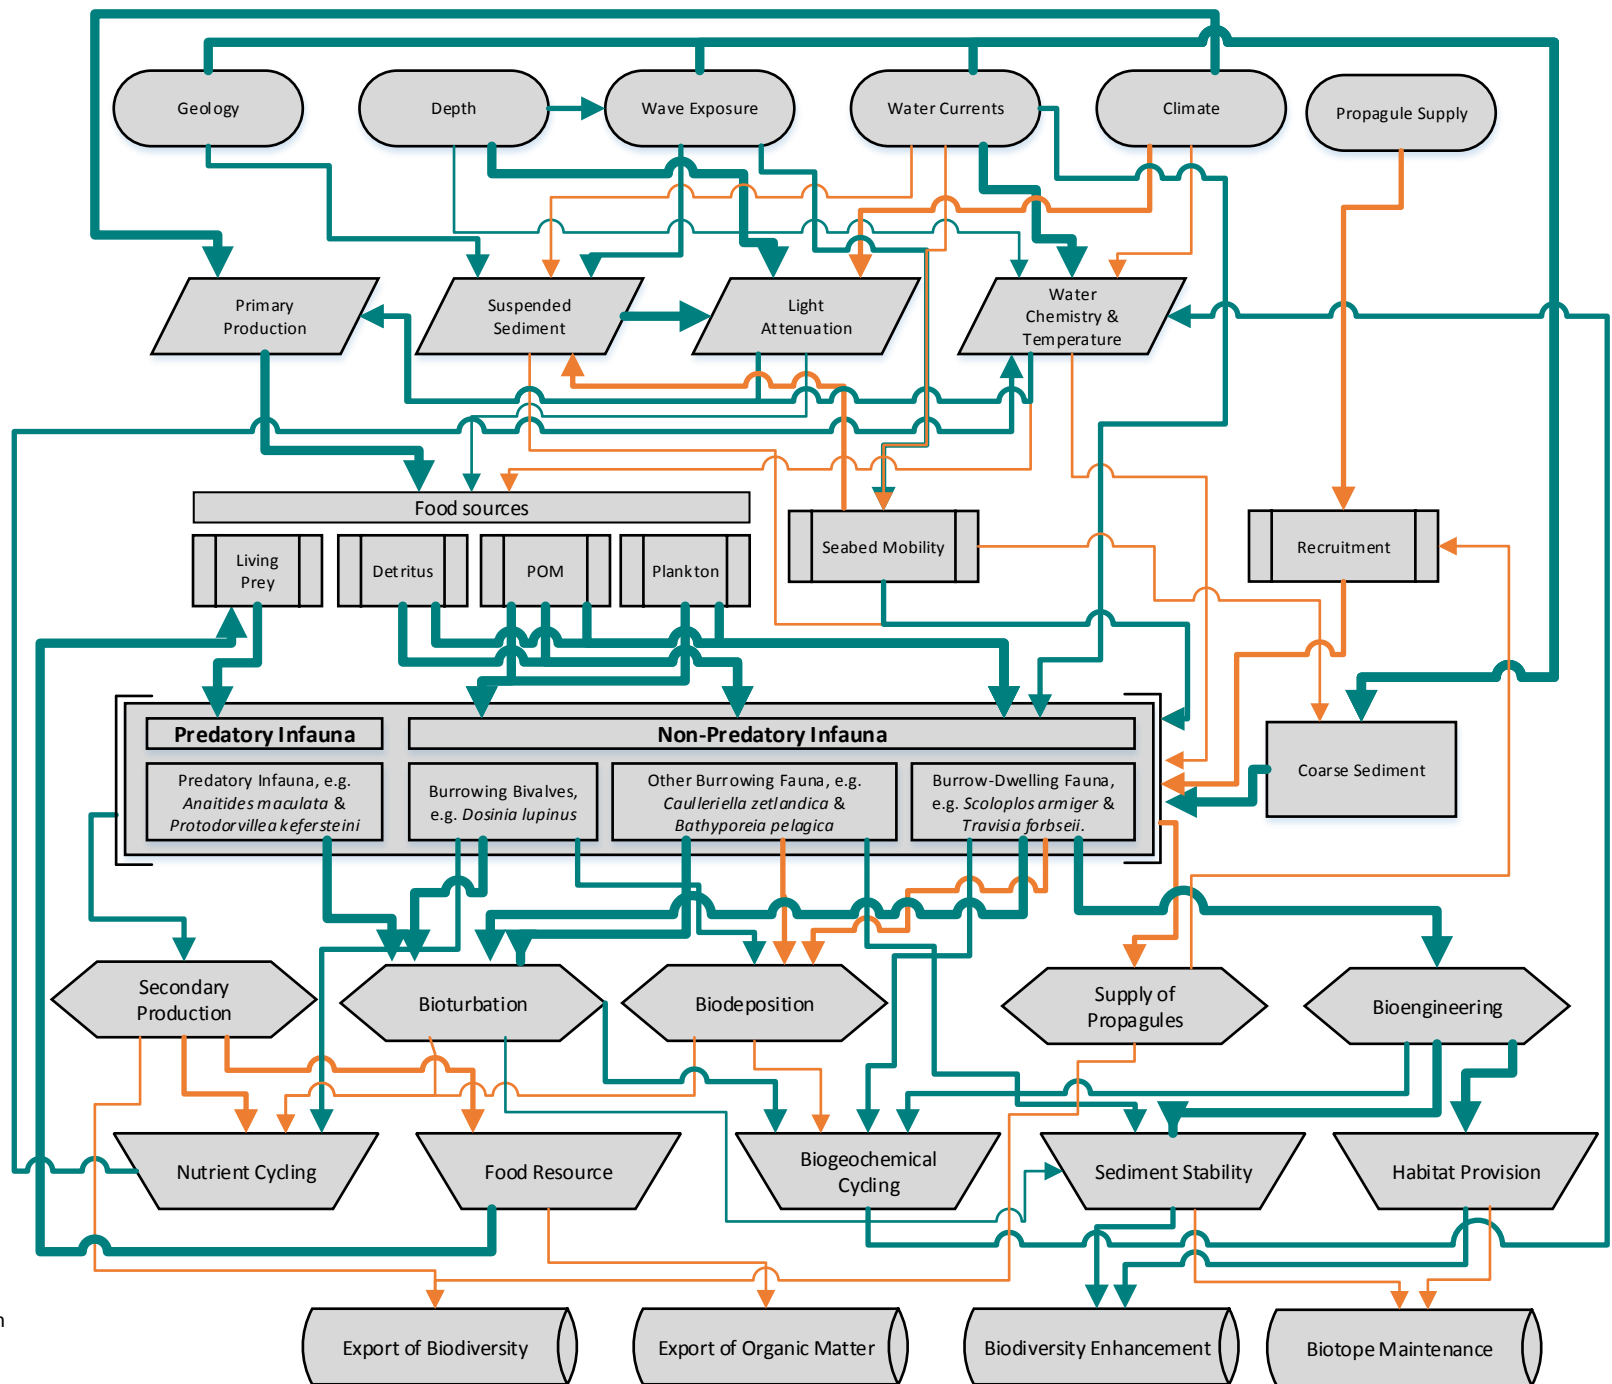 Geology
Depth
Wave Exposure
Water Currents
Climate
Propagule Supply
Primary
Production
Suspended
Sediment
Light
Attenuation
Water
Chemistry &
Temperature
Food sources
Living
Prey
Detritus
POM
Plankton
Seabed Mobility
Recruitment
Predatory Infauna
Non-Predatory Infauna
Predatory Infauna, e.g.
Anaitides maculata &
Protodorvillea kefersteini
Burrowing Bivalves,
e.g. Dosinia lupinus
Other Burrowing Fauna, e.g.
Caulleriella zetlandica &
Bathyporeia pelagica
Burrow-Dwelling Fauna,
e.g. Scoloplos armiger &
Travisia forbseii.
Coarse Sediment
Secondary
Production
Bioturbation
Biodeposition
Supply of
Propagules
Bioengineering
Nutrient Cycling
Food Resource
Biogeochemical
Cycling
Sediment Stability
Habitat Provision
Export of Biodiversity
Export of Organic Matter
Biodiversity Enhancement
Biotope Maintenance